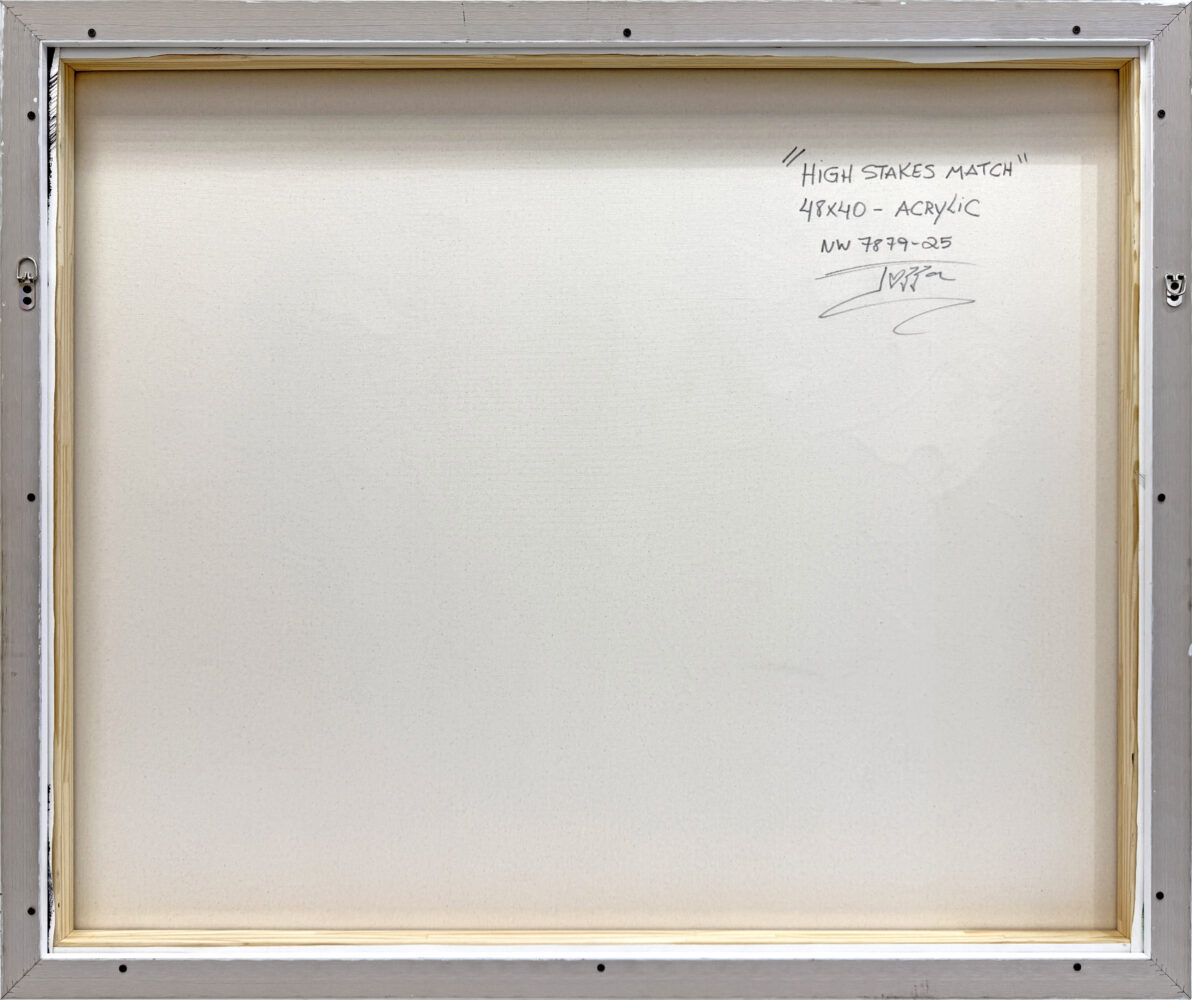 "HiGH STAKES MATCH"
48x40 - ACRYLiC
NW 7879-25